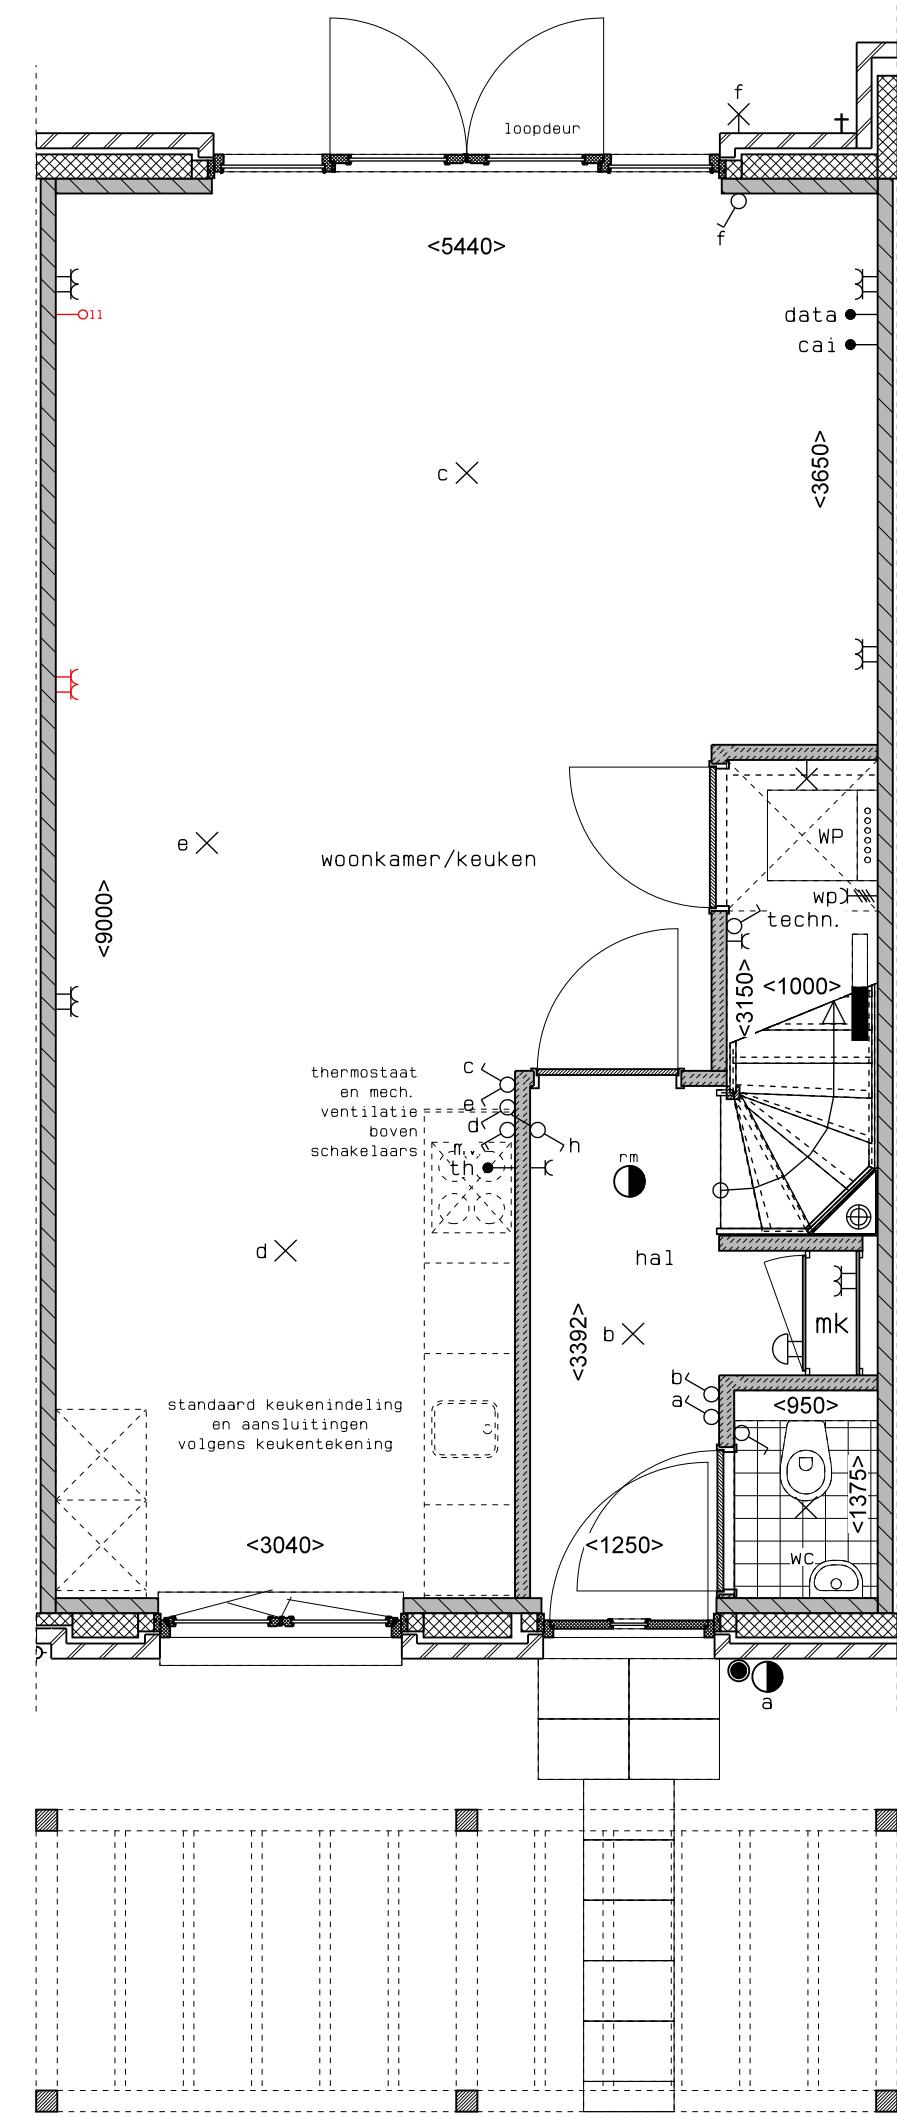 f
loopdeur
<5440>
f
11
data
cai
<3650>
c
e
woonkamer/keuken
WP
wp
techn.
<9000>
<3150>
<1000>
thermostaat
en mech.
ventilatie
boven
schakelaars
c
e
d
m.v.
th
h
rm
d
hal
<3392>
b
mk
b
a
<950>
standaard keukenindeling
en aansluitingen
volgens keukentekening
<1375>
<3040>
<1250>
wc
a